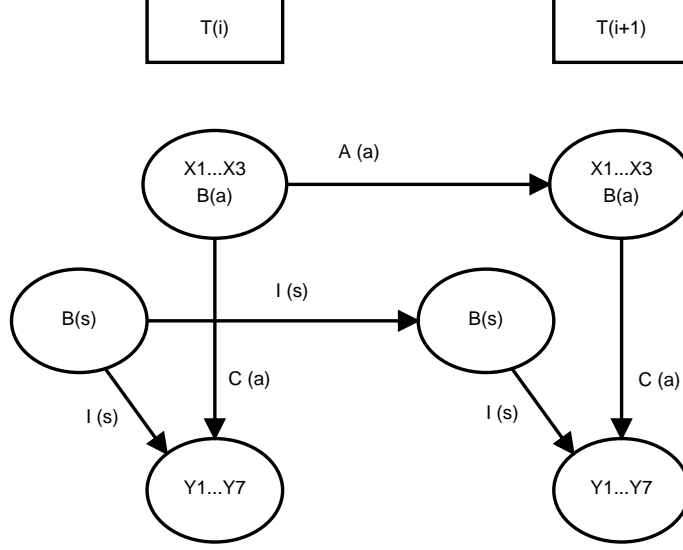 T(i)
T(i+1)
A (a)
X1...X3
B(a)
X1...X3
B(a)
I (s)
B(s)
B(s)
C (a)
C (a)
I (s)
I (s)
Y1...Y7
Y1...Y7